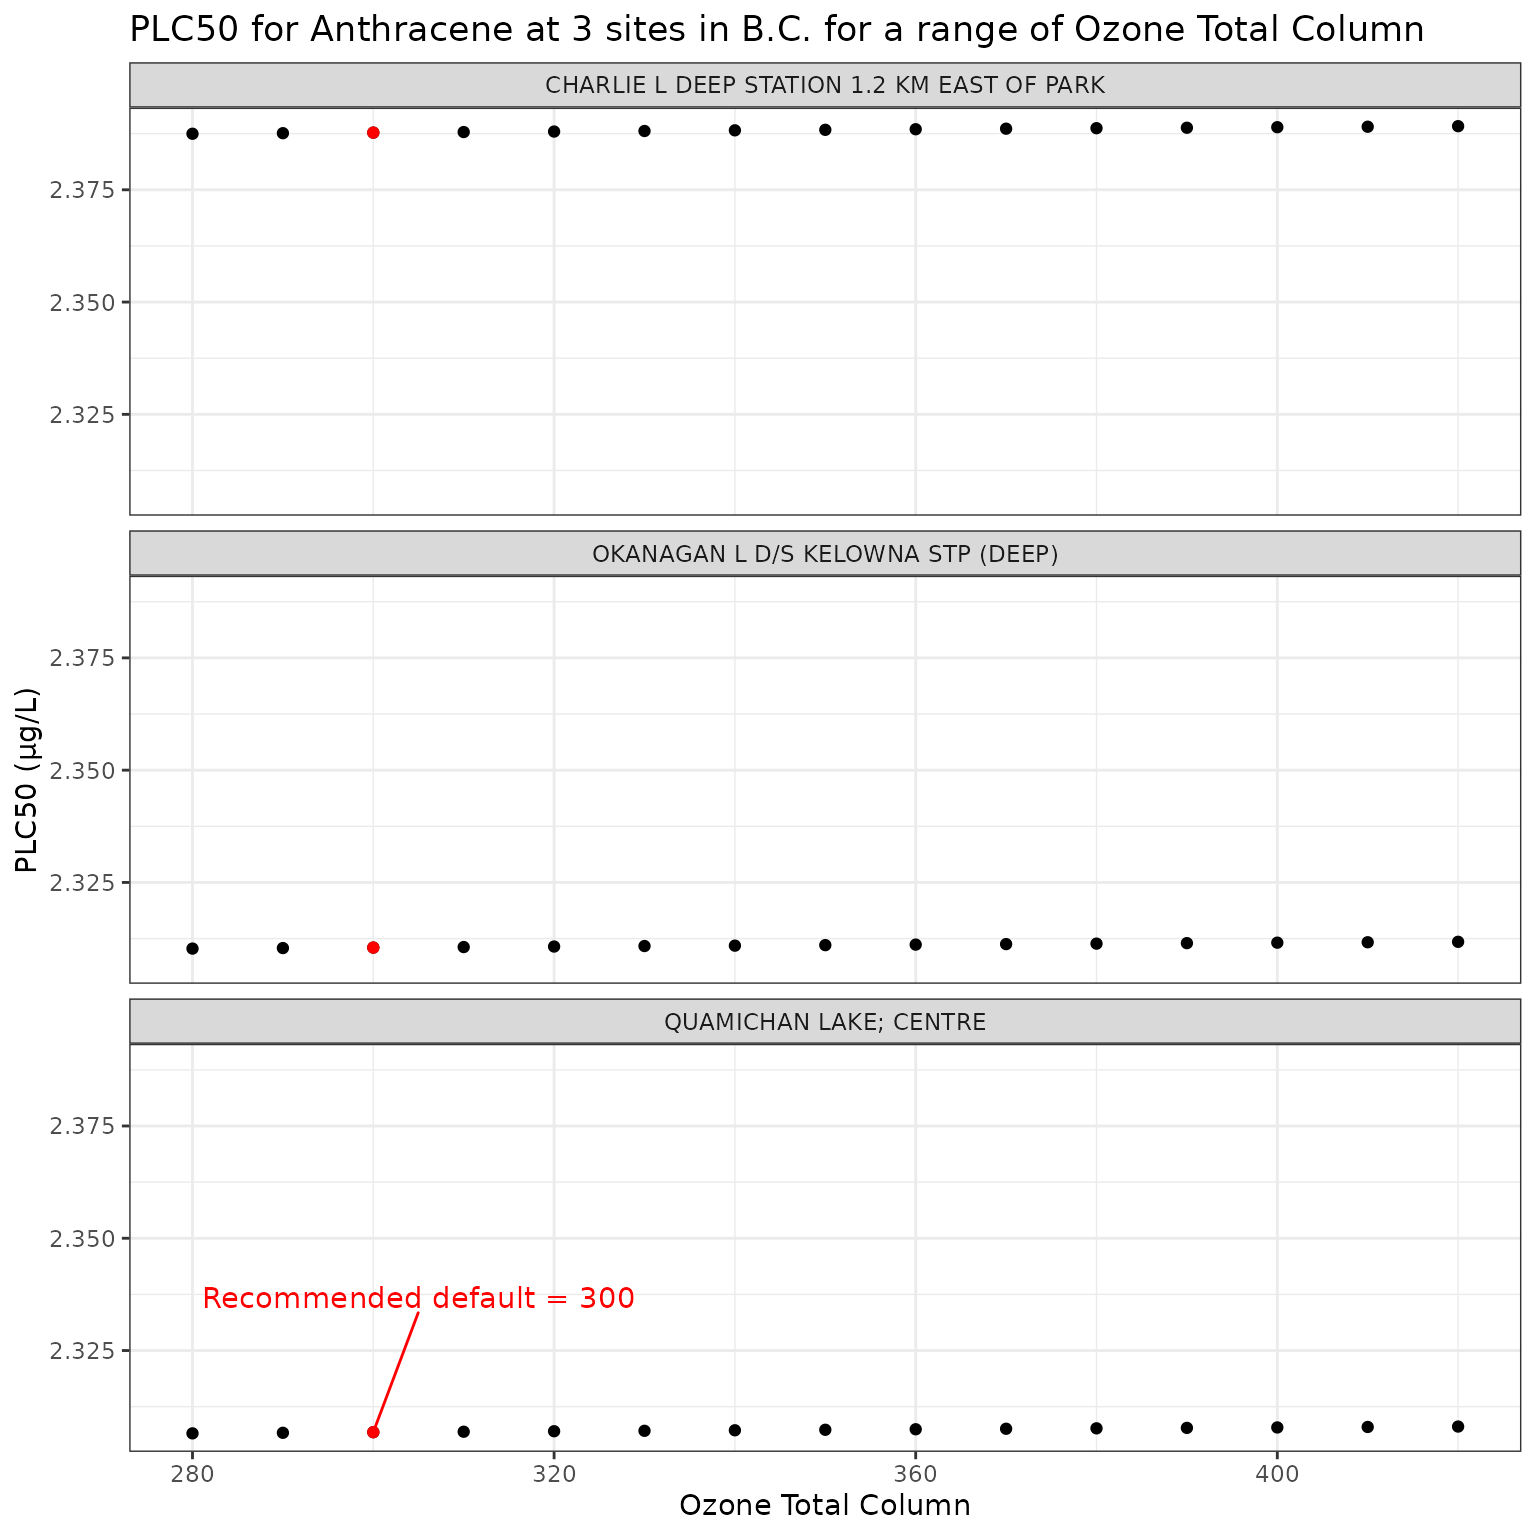 PLC50 for Anthracene at 3 sites in B.C. for a range of Ozone Total Column
CHARLIE L DEEP STATION 1.2 KM EAST OF PARK
2.375
2.350
2.325
OKANAGAN L D/S KELOWNA STP (DEEP)
2.375
2.350
2.325
PLC50 (µg/L)
QUAMICHAN LAKE; CENTRE
2.375
2.350
2.325
Recommended default = 300
280 320 360 400
Ozone Total Column